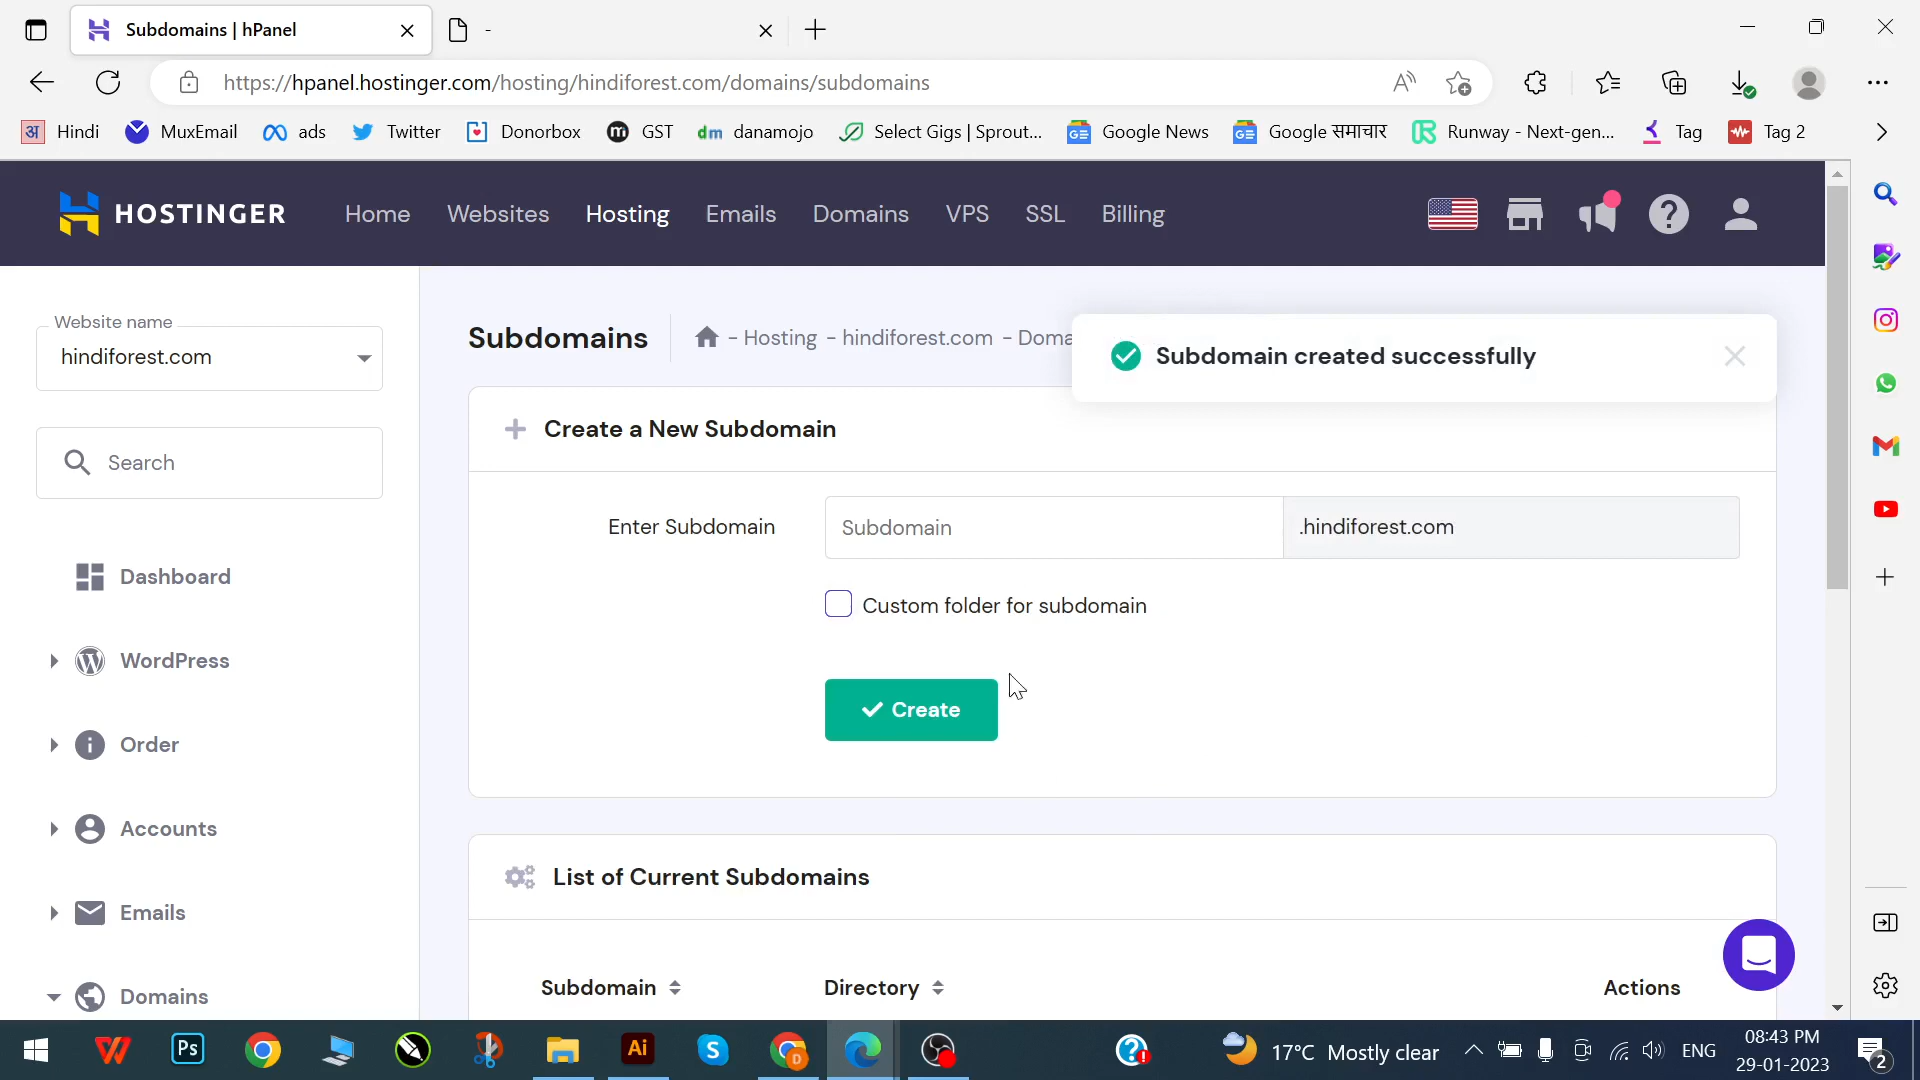 Subdomains | hPanel
-
https://hpanel.hostinger.com/hosting/hindiforest.com/domains/subdomains
अ Hindi MuxEmail ads Twitter Donorbox m GST dm danamojo Select Gigs | Sprout... Google News Google समाचार Runway - Next-gen... Tag Tag 2
HOSTINGER Home Websites Hosting Emails Domains VPS SSL Billing
Website name
hindiforest.com
Subdomains - Hosting - hindiforest.com - Doma
Subdomain created successfully
Create a New Subdomain
Search
Enter Subdomain Subdomain .hindiforest.com
Custom folder for subdomain
Dashboard
WordPress
Create
Order
Accounts
List of Current Subdomains
Emails
Subdomain Directory Actions
Domains
Ps Ai S D 17°C Mostly clear ENG 08:43 PM
29-01-2023 2